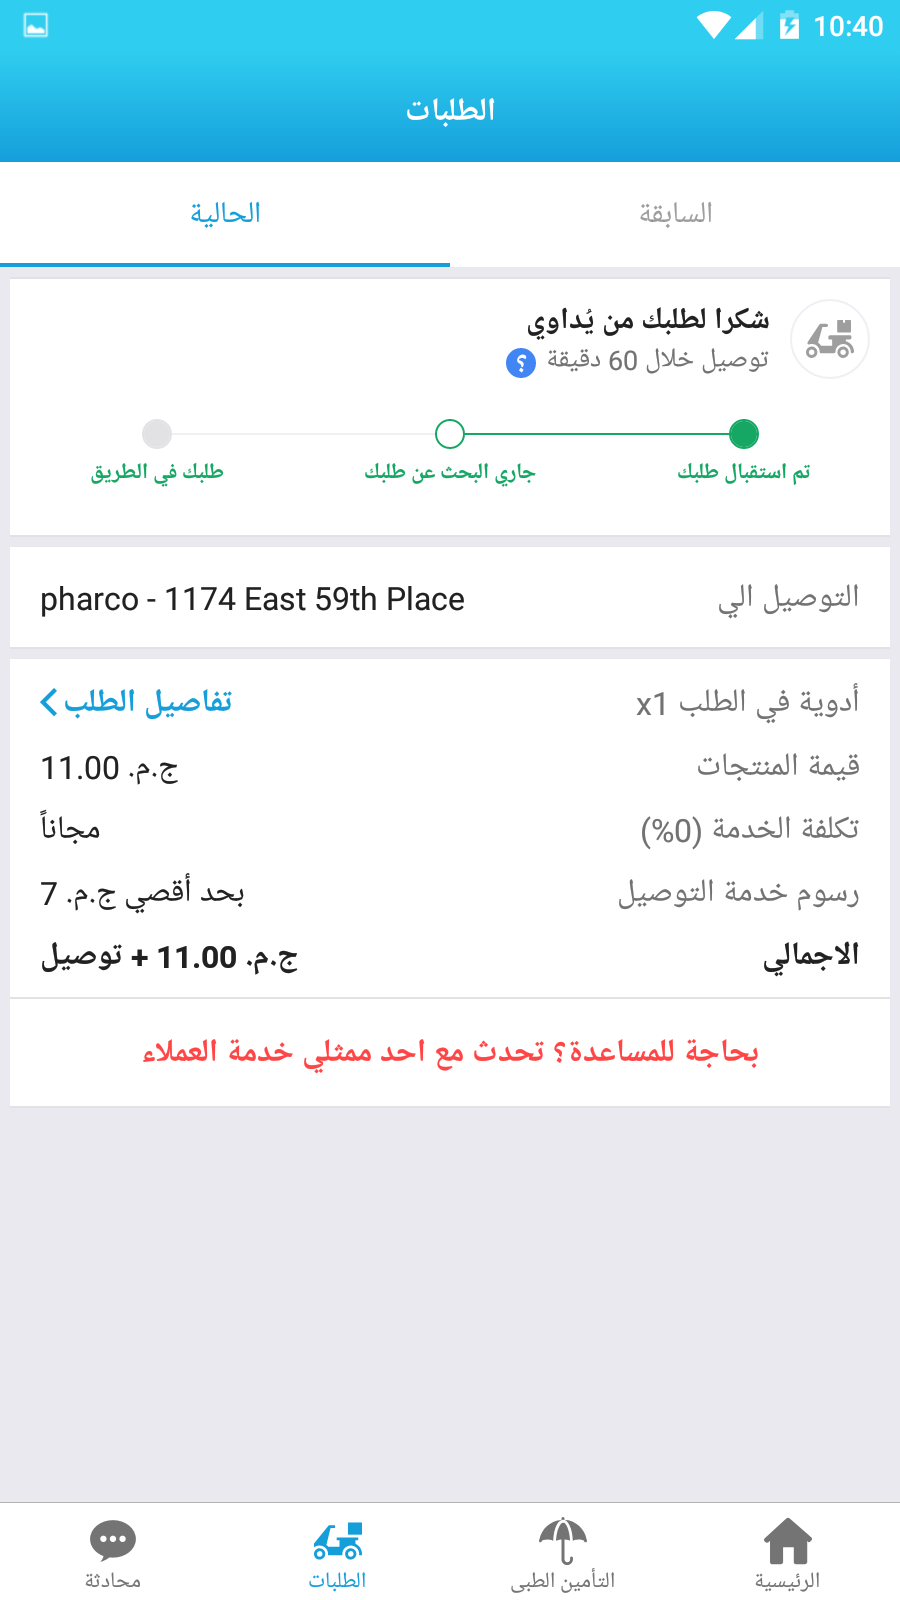 10:40
الطلبات
السابقة
الحالية
شكرا لطلبك من يُداوي
توصيل خلال 60 دقيقة ؟
تم استقبال طلبك
جاري البحث عن طلبك
طلبك في الطريق
التوصيل الي
pharco - 1174 East 59th Place
أدوية في الطلب x1
تفاصيل الطلب
قيمة المنتجات
ج.م. 11.00
تكلفة الخدمة (0%)
مجاناً
رسوم خدمة التوصيل
بحد أقصي ج.م. 7
الاجمالي
ج.م. 11.00 + توصيل
بحاجة للمساعدة؟ تحدث مع احد ممثلي خدمة العملاء
الرئيسية
التأمين الطبى
الطلبات
محادثة